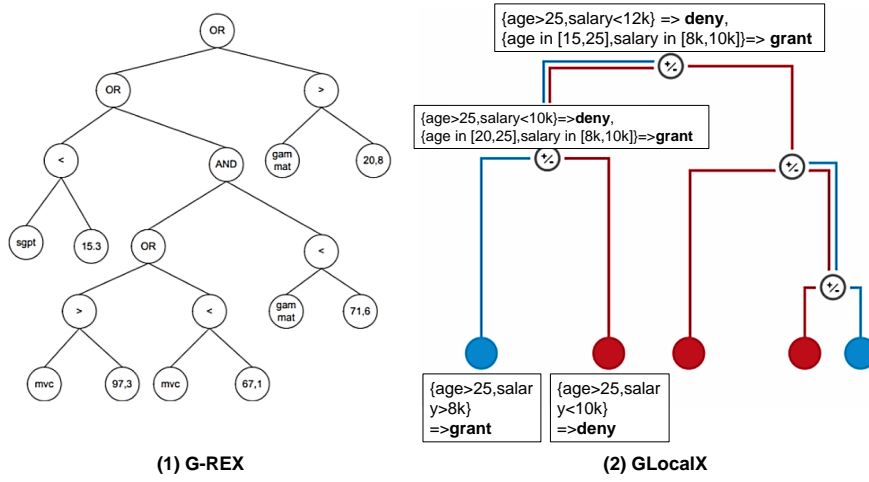 OR
OR
>
<
AND
gam
mat
20,8
sgpt
15.3
OR
<
>
<
gam
mat
71,6
mvc
97,3
mvc
67,1
(1) G-REX
{age>25,salary<12k} => deny,
{age in [15,25],salary in [8k,10k]}=> grant
+/-
{age>25,salary<10k}=>deny,
{age in [20,25],salary in [8k,10k]}=>grant
+/-
+/-
+/-
{age>25,salar
y>8k}
=>grant
{age>25,salar
y<10k}
=>deny
(2) GLocalX